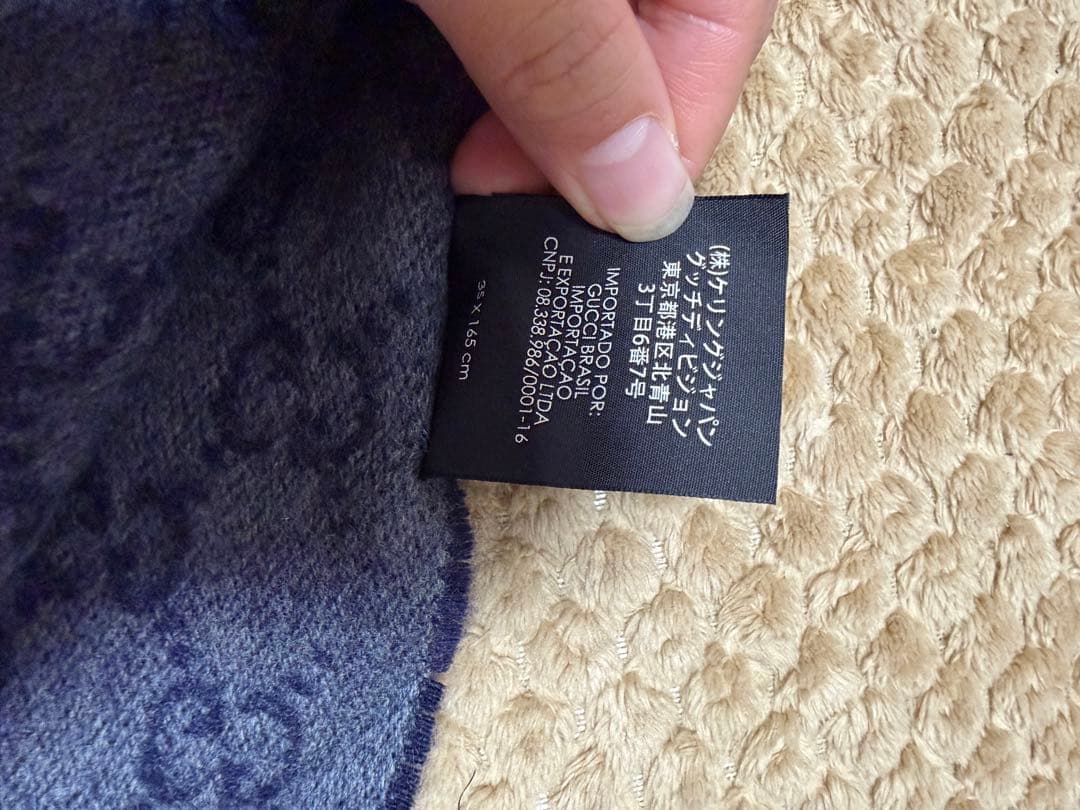 (株)ケリングジャパン
グッチディビジョン
東京都港区北青山
3丁目6番7号
IMPORTADO POR:
GUCCI BRASIL
IMPORTACAO
E EXPORTACAO LTDA
CNPJ: 08.338.986/0001-16
35 X 165 cm